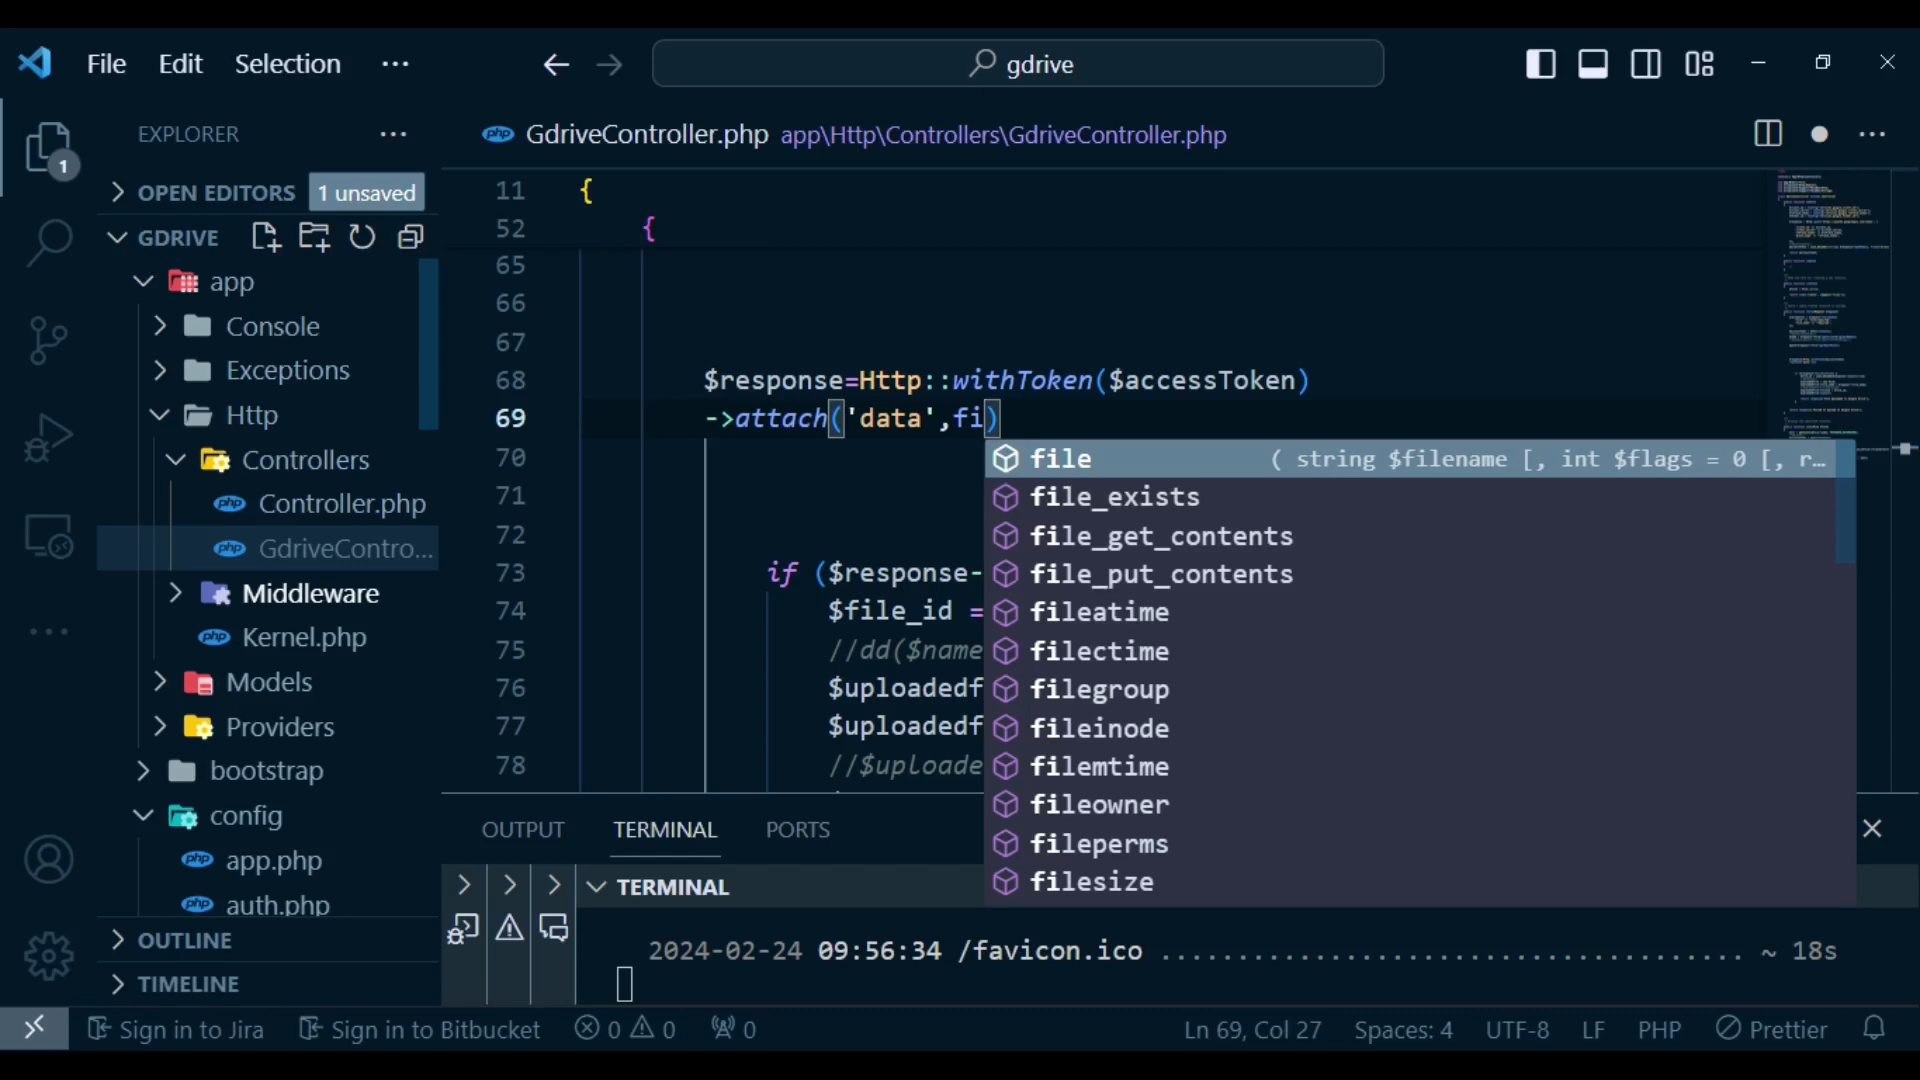 File Edit Selection ...
gdrive
EXPLORER ...
OPEN EDITORS 1 unsaved
GDRIVE
app
Console
Exceptions
Http
Controllers
Controller.php
GdriveContro...
Middleware
Kernel.php
Models
Providers
bootstrap
config
app.php
auth.php
OUTLINE
TIMELINE
1
GdriveController.php app\Http\Controllers\GdriveController.php
11 {
52 {
65
66
67
68 $response=Http::withToken($accessToken)
69 ->attach('data',fi)
70
71
72
73 if ($response-
74 $file_id =
75 //dd($name
76 $uploadedf
77 $uploadedf
78 //$uploade
file ( string $filename [, int $flags = 0 [, r...
file_exists
file_get_contents
file_put_contents
fileatime
filectime
filegroup
fileinode
filemtime
fileowner
fileperms
filesize
OUTPUT TERMINAL PORTS
TERMINAL
2024-02-24 09:56:34 /favicon.ico ...................................... ~ 18s
Sign in to Jira Sign in to Bitbucket 0 0 0 Ln 69, Col 27 Spaces: 4 UTF-8 LF PHP Prettier